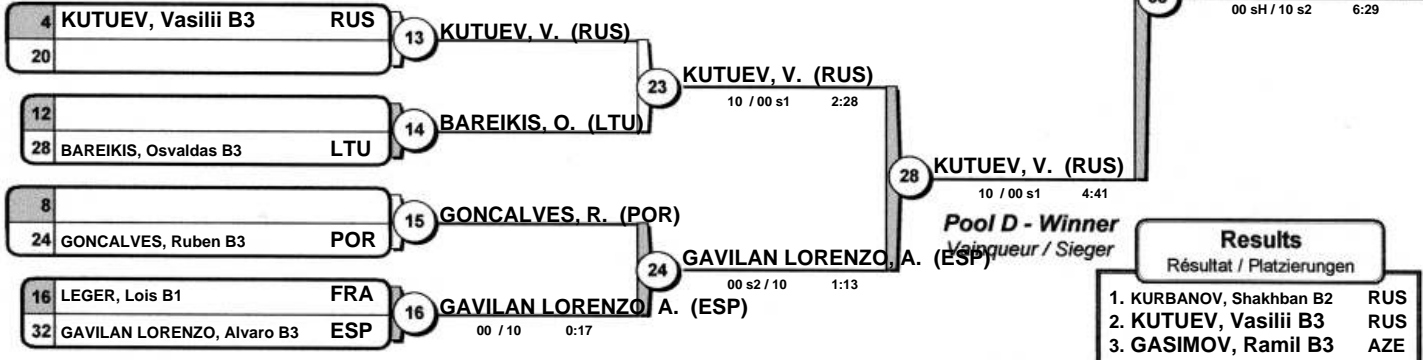 00 sH / 10 s2 6:29
4 KUTUEV, Vasilii B3 RUS
20
13 KUTUEV, V. (RUS)
23 KUTUEV, V. (RUS)
10 / 00 s1 2:28
12
28 BAREIKIS, Osvaldas B3 LTU
14 BAREIKIS, O. (LTU)
28 KUTUEV, V. (RUS)
10 / 00 s1 4:41
Pool D - Winner
Vainqueur / Sieger
8
24 GONCALVES, Ruben B3 POR
15 GONCALVES, R. (POR)
24 GAVILAN LORENZO, A. (ESP)
00 s2 / 10 1:13
16 LEGER, Lois B1 FRA
32 GAVILAN LORENZO, Alvaro B3 ESP
16 GAVILAN LORENZO, A. (ESP)
00 / 10 0:17
Results
Résultat / Platzierungen
1. KURBANOV, Shakhban B2 RUS
2. KUTUEV, Vasilii B3 RUS
3. GASIMOV, Ramil B3 AZE